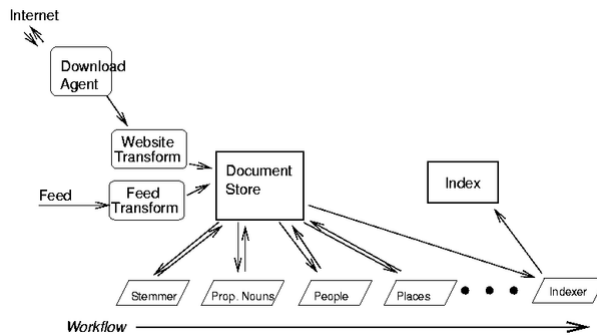 Internet
Download
Agent
Website
Transform
Document
Store
Index
Feed
Feed
Transform
Stemmer
Prop. Nouns
People
Places
Indexer
Workflow